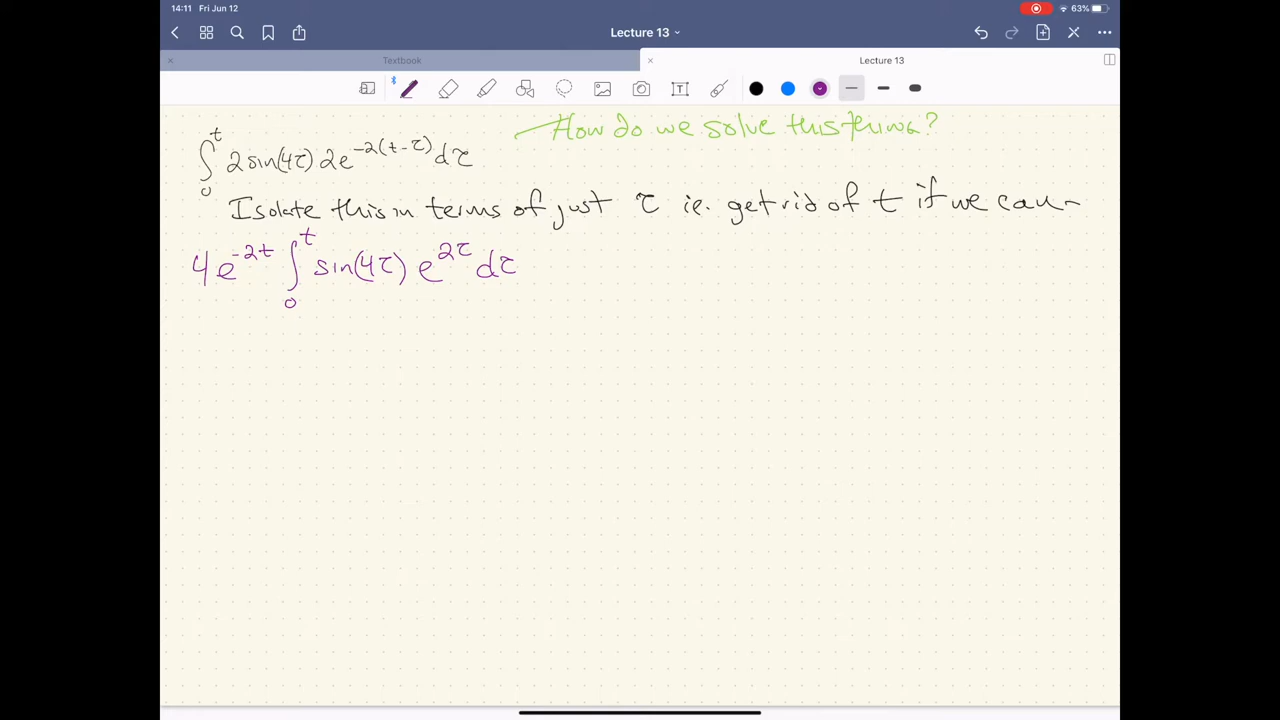 14:11 Fri Jun 12
63%
Lecture 13
Textbook
Lecture 13
How do we solve this thing?
∫₀ᵗ 2sin(4τ) 2e^{-2(t-τ)} dτ
Isolate this in terms of just τ ie. get rid of t if we can
4e^{-2t} ∫₀ᵗ sin(4τ) e^{2τ} dτ